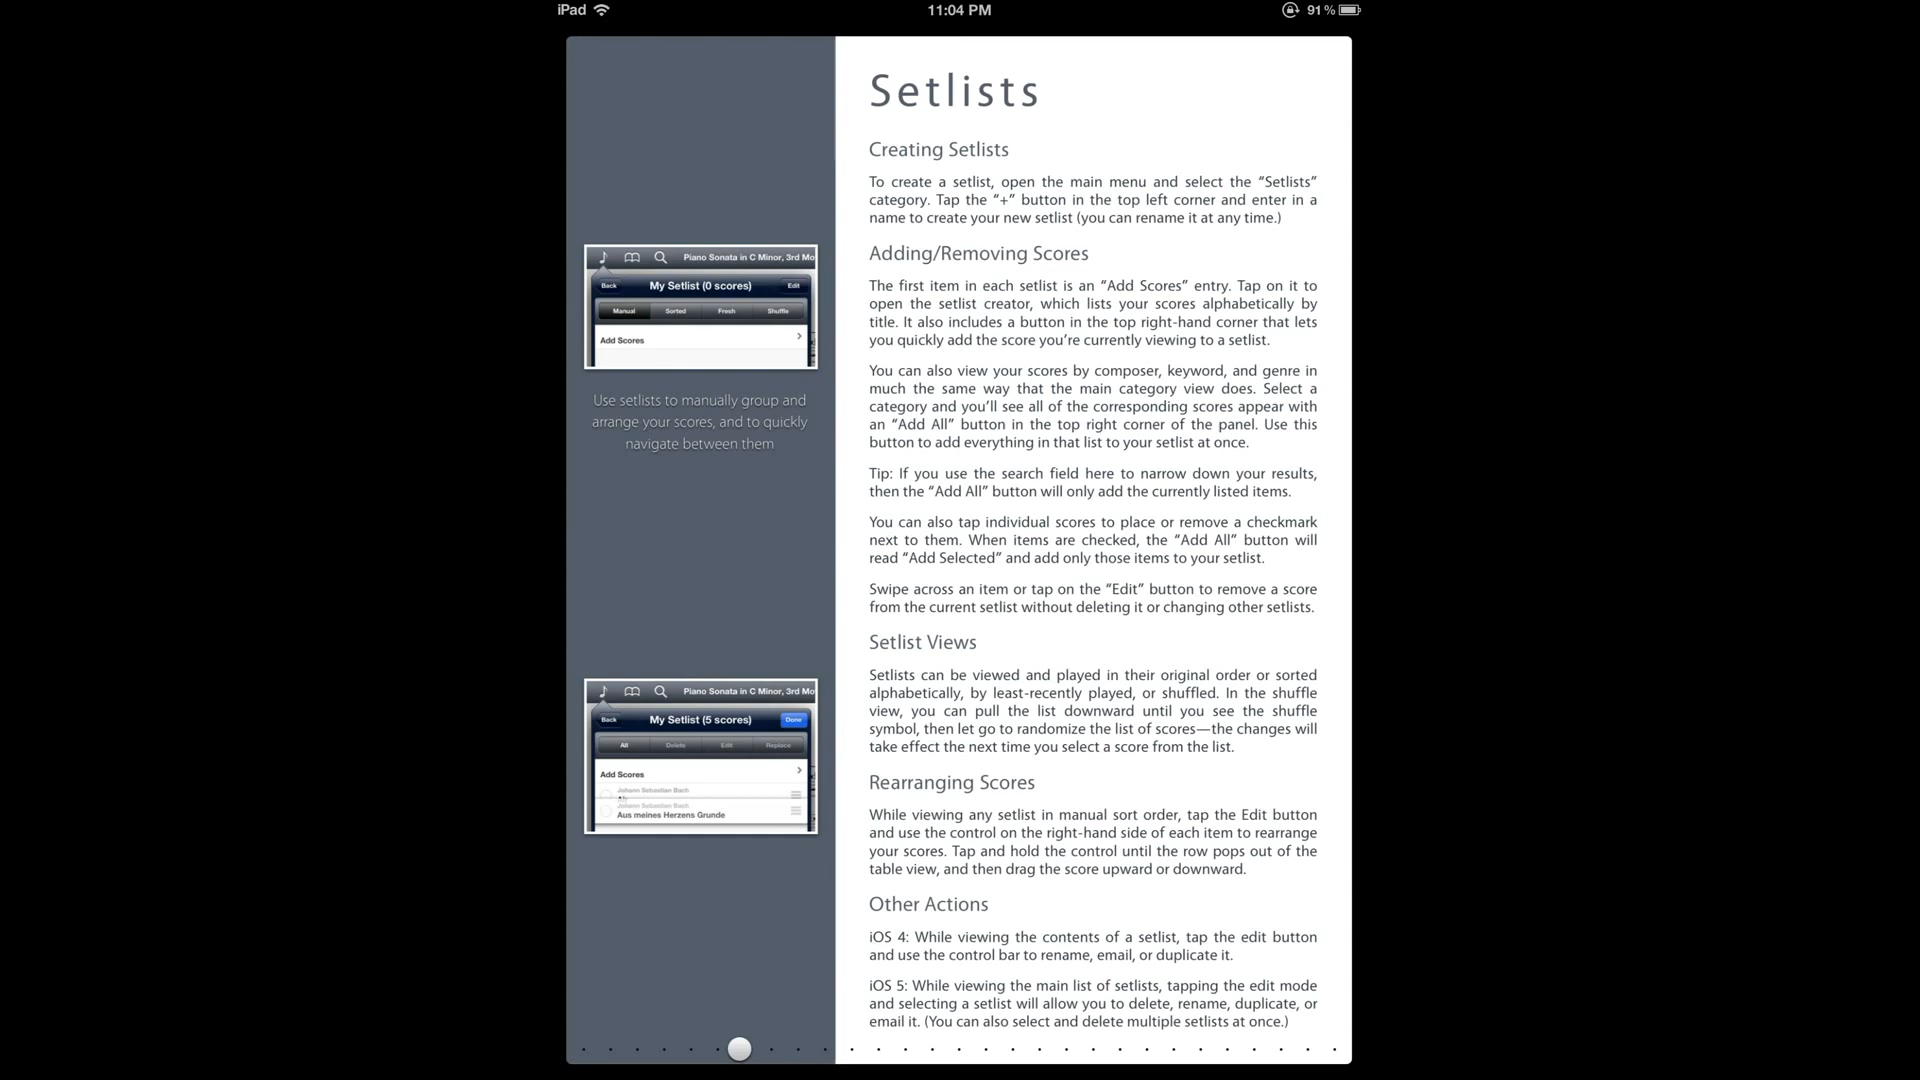 iPad
11:04 PM
91 %
Setlists
Creating Setlists
To create a setlist, open the main menu and select the “Setlists”
category. Tap the “+” button in the top left corner and enter in a
name to create your new setlist (you can rename it at any time.)
Adding/Removing Scores
The first item in each setlist is an “Add Scores” entry. Tap on it to
open the setlist creator, which lists your scores alphabetically by
title. It also includes a button in the top right-hand corner that lets
you quickly add the score you’re currently viewing to a setlist.
You can also view your scores by composer, keyword, and genre in
much the same way that the main category view does. Select a
category and you’ll see all of the corresponding scores appear with
an “Add All” button in the top right corner of the panel. Use this
button to add everything in that list to your setlist at once.
Tip: If you use the search field here to narrow down your results,
then the “Add All” button will only add the currently listed items.
You can also tap individual scores to place or remove a checkmark
next to them. When items are checked, the “Add All” button will
read “Add Selected” and add only those items to your setlist.
Swipe across an item or tap on the “Edit” button to remove a score
from the current setlist without deleting it or changing other setlists.
Setlist Views
Setlists can be viewed and played in their original order or sorted
alphabetically, by least-recently played, or shuffled. In the shuffle
view, you can pull the list downward until you see the shuffle
symbol, then let go to randomize the list of scores—the changes will
take effect the next time you select a score from the list.
Rearranging Scores
While viewing any setlist in manual sort order, tap the Edit button
and use the control on the right-hand side of each item to rearrange
your scores. Tap and hold the control until the row pops out of the
table view, and then drag the score upward or downward.
Other Actions
iOS 4: While viewing the contents of a setlist, tap the edit button
and use the control bar to rename, email, or duplicate it.
iOS 5: While viewing the main list of setlists, tapping the edit mode
and selecting a setlist will allow you to delete, rename, duplicate, or
email it. (You can also select and delete multiple setlists at once.)
Piano Sonata in C Minor, 3rd Mo
Back
My Setlist (0 scores)
Edit
Manual
Sorted
Fresh
Shuffle
Add Scores
Use setlists to manually group and
arrange your scores, and to quickly
navigate between them
Piano Sonata in C Minor, 3rd Mo
Back
My Setlist (5 scores)
Done
All
Delete
Edit
Replace
Add Scores
Johann Sebastian Bach
Johann Sebastian Bach
Aus meines Herzens Grunde